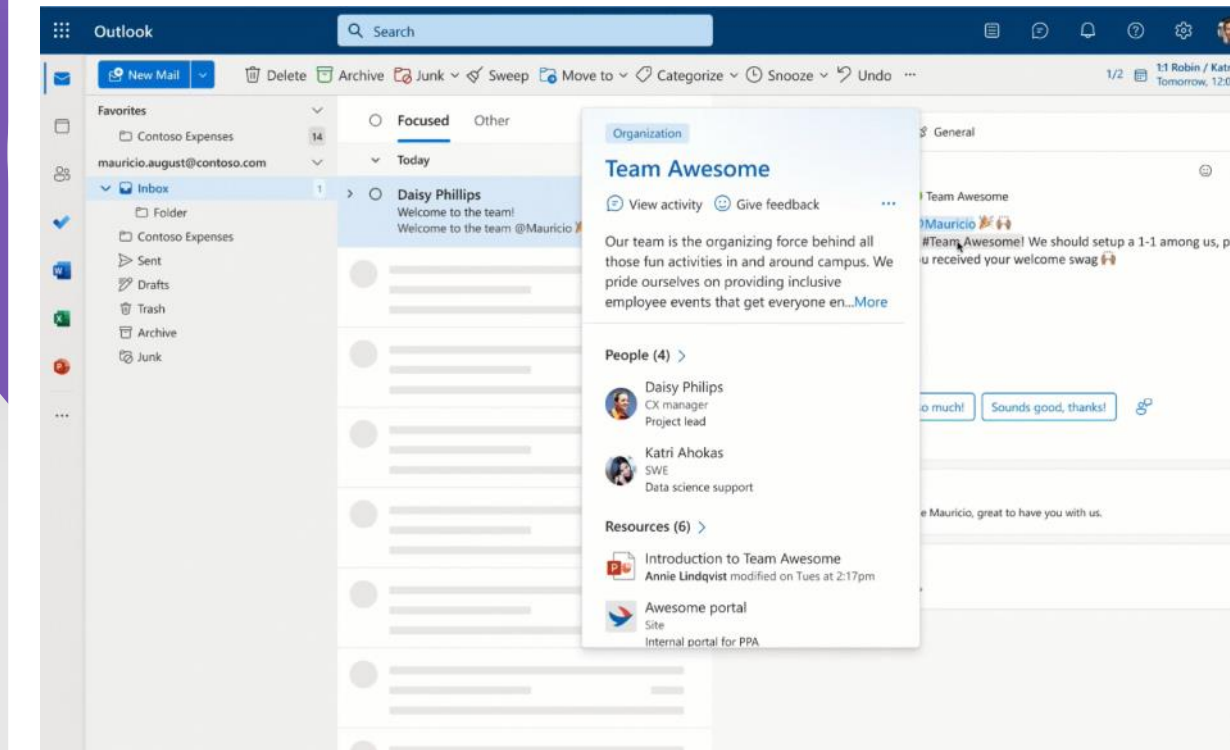 Outlook
Search
New Mail
Delete
Archive
Junk
Sweep
Move to
Categorize
Snooze
Undo
1/2
1:1 Robin /
Tomorrow,
Favorites
Contoso Expenses
14
mauricio.august@contoso.com
Inbox
1
Folder
Contoso Expenses
Sent
Drafts
Trash
Archive
Junk
Focused
Other
Today
Daisy Phillips
Welcome to the team!
Welcome to the team @Mauricio
Organization
Team Awesome
View activity
Give feedback
Our team is the organizing force behind all
those fun activities in and around campus. We
pride ourselves on providing inclusive
employee events that get everyone en...More
People (4) >
Daisy Philips
CX manager
Project lead
Katri Ahokas
SWE
Data science support
Resources (6) >
Introduction to Team Awesome
Annie Lindqvist modified on Tues at 2:17pm
Awesome portal
Site
Internal portal for PPA
General
Team Awesome
@Mauricio
#Team Awesome! We should setup a 1-1 among us,
received your welcome swag
much!
Sounds good, thanks!
Mauricio, great to have you with us.